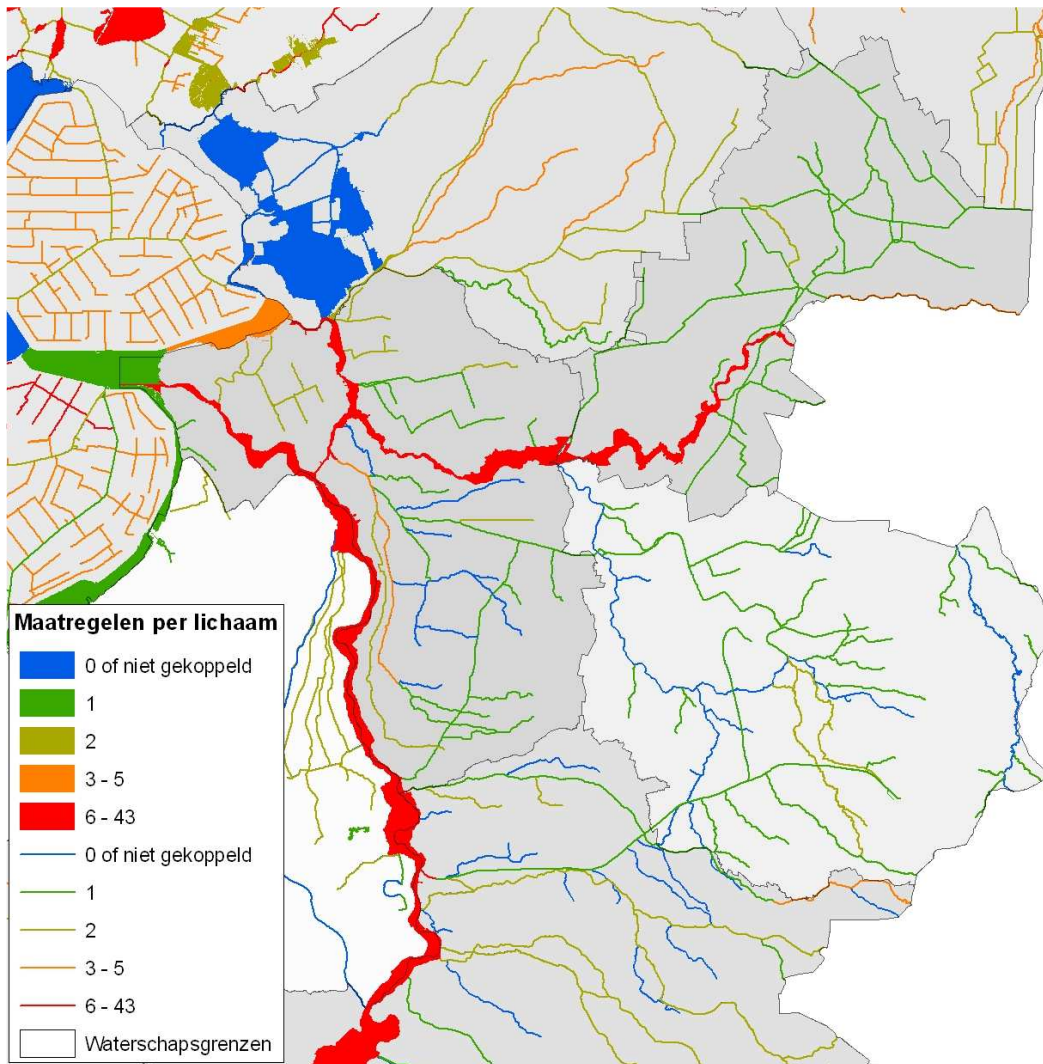 Maatregelen per lichaam
0 of niet gekoppeld
1
2
3 - 5
6 - 43
0 of niet gekoppeld
1
2
3 - 5
6 - 43
Waterschapsgrenzen